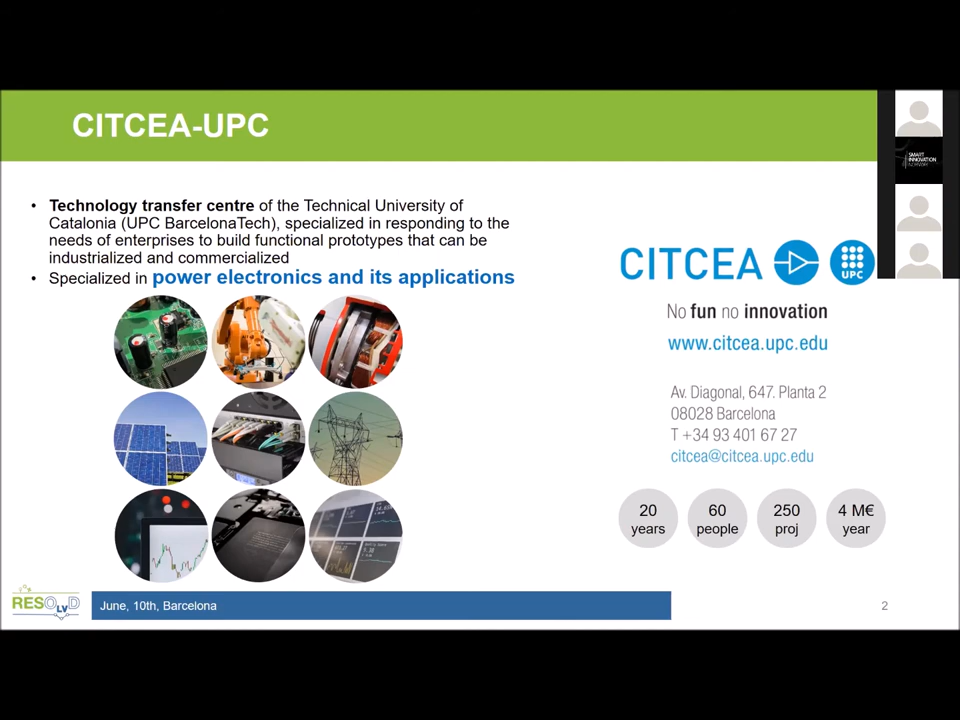 CITCEA-UPC
• Technology transfer centre of the Technical University of
Catalonia (UPC BarcelonaTech), specialized in responding to the
needs of enterprises to build functional prototypes that can be
industrialized and commercialized
• Specialized in power electronics and its applications
CITCEA UPC
No fun no innovation
www.citcea.upc.edu
Av. Diagonal, 647. Planta 2
08028 Barcelona
T +34 93 401 67 27
citcea@citcea.upc.edu
20
years
60
people
250
proj
4 M€
year
SMART
INNOVATION
RESOLVD
June, 10th, Barcelona
2